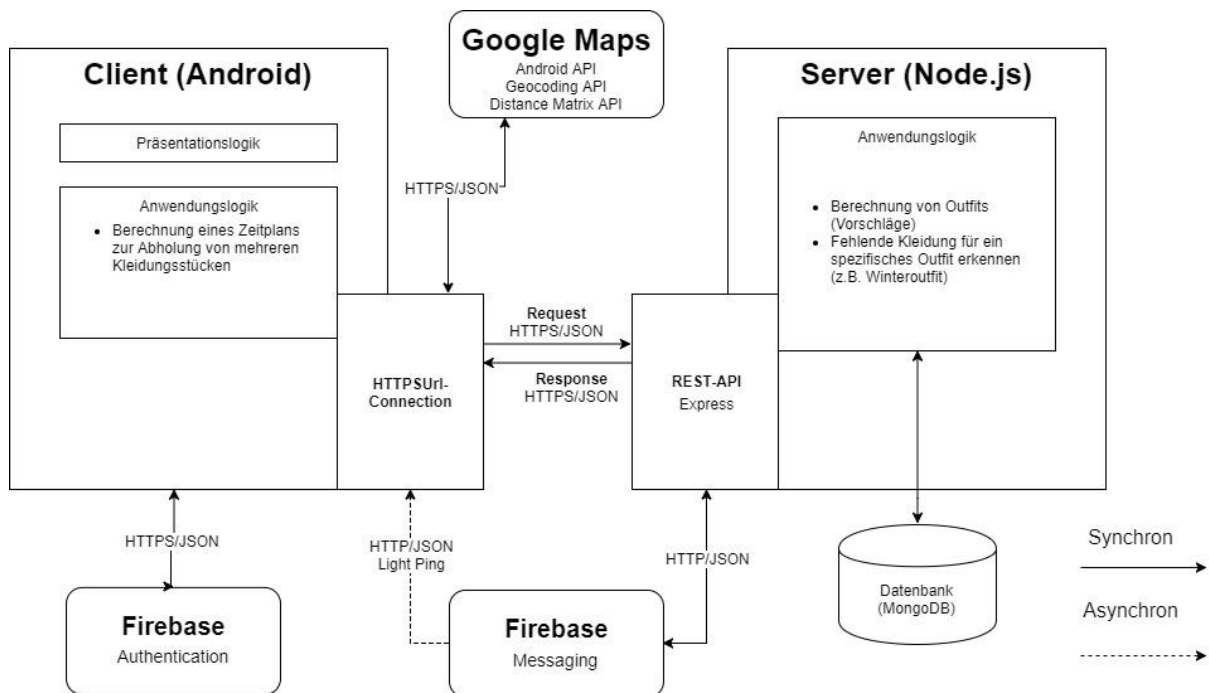 Google Maps
Android API
Geocoding API
Distance Matrix API
Client (Android)
Präsentationslogik
Anwendungslogik
• Berechnung eines Zeitplans
zur Abholung von mehreren
Kleidungsstücken
HTTPS/JSON
Server (Node.js)
Anwendungslogik
• Berechnung von Outfits
(Vorschläge)
• Fehlende Kleidung für ein
spezifisches Outfit erkennen
(z.B. Winteroutfit)
HTTPSUrl-
Connection
Request
HTTPS/JSON
Response
HTTPS/JSON
REST-API
Express
HTTPS/JSON
Firebase
Authentication
HTTP/JSON
Light Ping
Firebase
Messaging
HTTP/JSON
Datenbank
(MongoDB)
Synchron
Asynchron